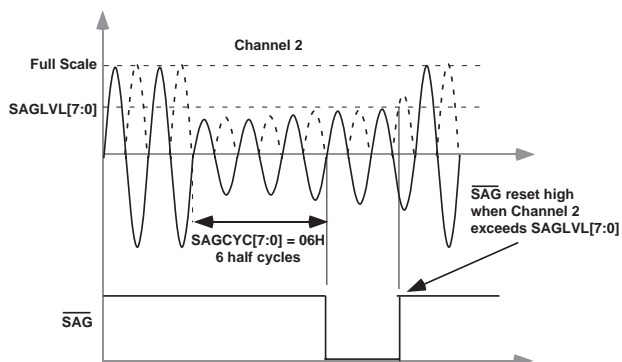 Channel 2
Full Scale
SAGLVL[7:0]
SAG reset high
when Channel 2
exceeds SAGLVL[7:0]
SAGCYC[7:0] = 06H
6 half cycles
SAG